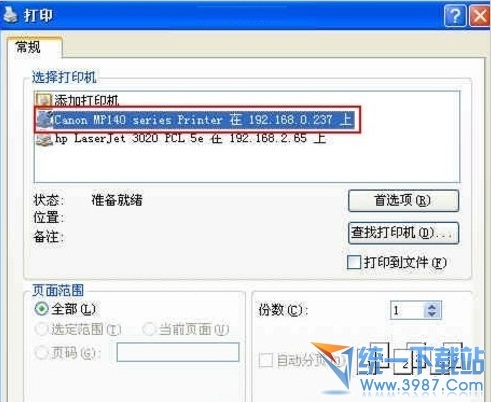 打印
常规
选择打印机
添加打印机
Canon MP140 series Printer 在 192.168.0.237 上
hp LaserJet 3020 PCL 5e 在 192.168.2.65 上
状态: 准备就绪
首选项(R)
位置:
备注:
查找打印机(D)...
打印到文件(F)
页面范围
全部(L)
份数(C): 1
选定范围(T) 当前页面(U)
页码(G):
自动分页(O)
统一下载站
www.3987.com